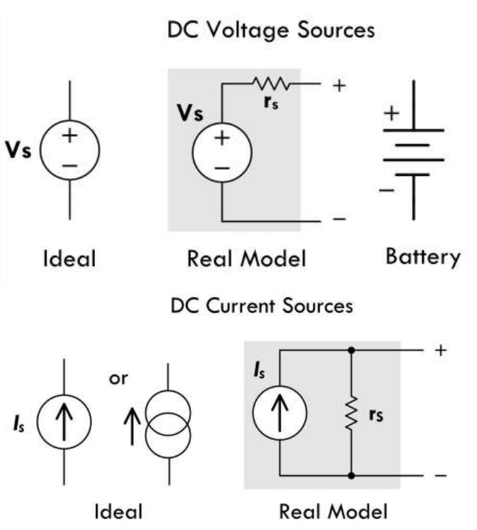 DC Voltage Sources
Vs
+
−
Vs
+
−
rs
+
−
+
−
Ideal
Real Model
Battery
DC Current Sources
Is
or
Is
rs
+
−
Ideal
Real Model